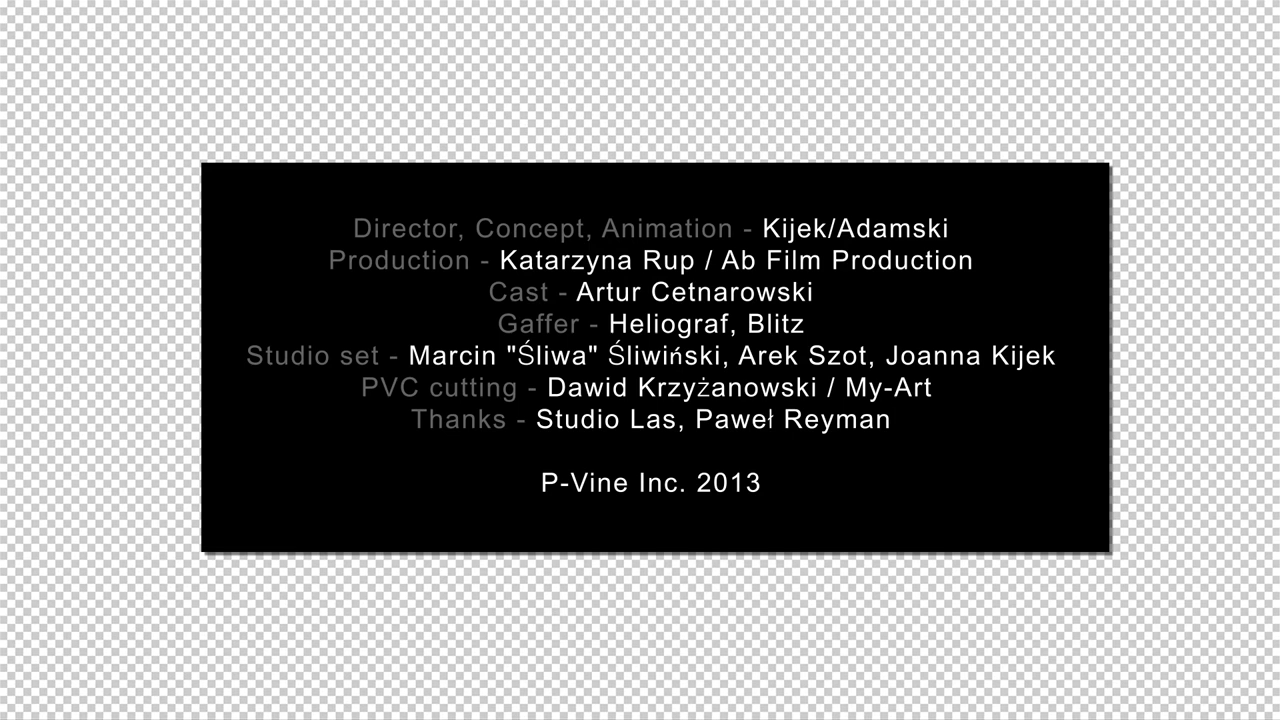 Director, Concept, Animation - Kijek/Adamski
Production - Katarzyna Rup / Ab Film Production
Cast - Artur Cetnarowski
Gaffer - Heliograf, Blitz
Studio set - Marcin "Śliwa" Śliwiński, Arek Szot, Joanna Kijek
PVC cutting - Dawid Krzyżanowski / My-Art
Thanks - Studio Las, Paweł Reyman
P-Vine Inc. 2013